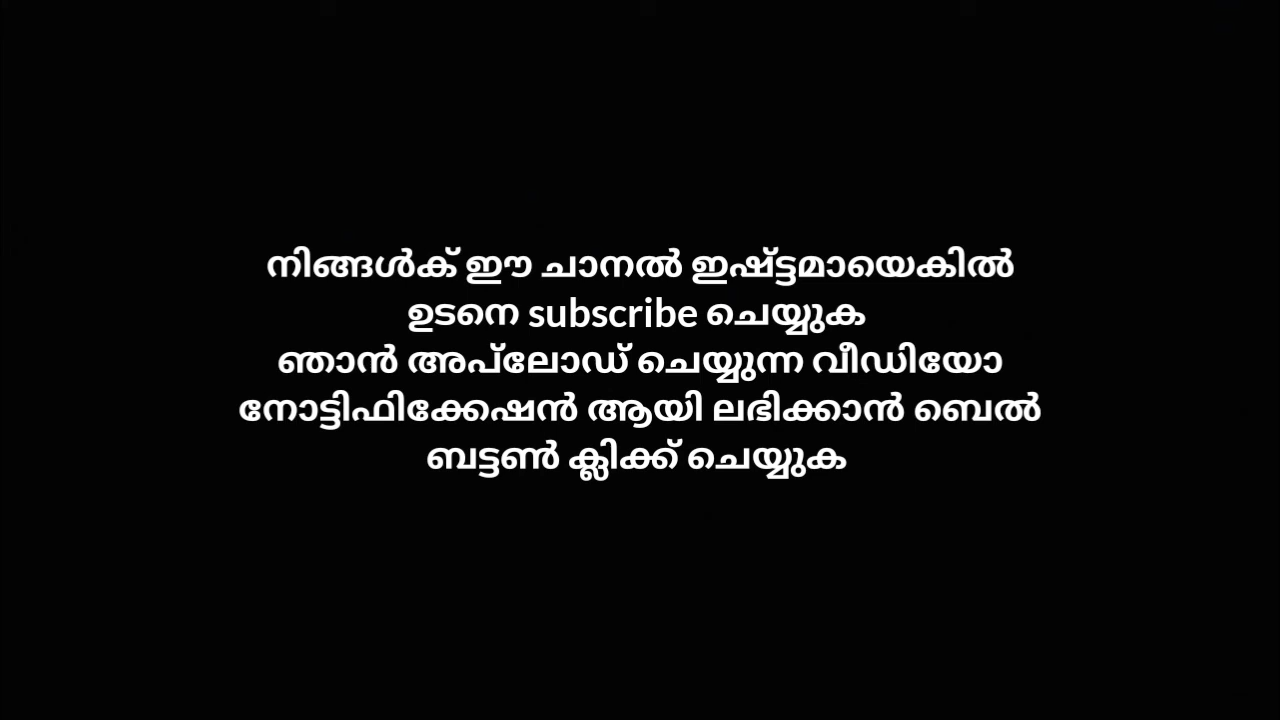 നിങ്ങൾക് ഈ ചാനൽ ഇഷ്ട്ടമായെകിൽ
ഉടനെ subscribe ചെയ്യുക
ഞാൻ അപ്‌ലോഡ് ചെയ്യുന്ന വീഡിയോ
നോട്ടിഫിക്കേഷൻ ആയി ലഭിക്കാൻ ബെൽ
ബട്ടൺ ക്ലിക്ക് ചെയ്യുക